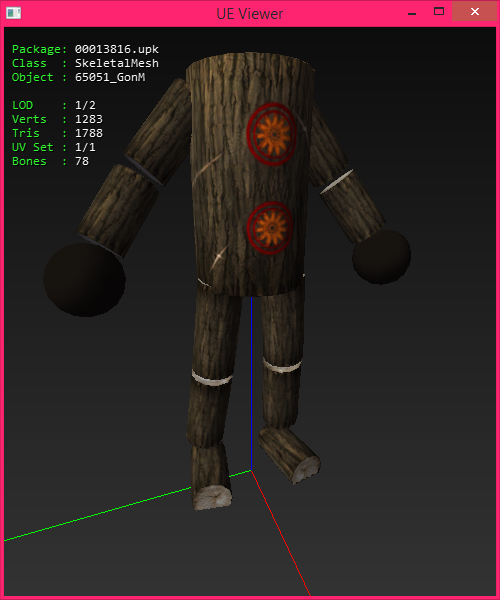 UE Viewer
Package: 00013816.upk
Class  : SkeletalMesh
Object : 65051_GonM
LOD    : 1/2
Verts  : 1283
Tris   : 1788
UV Set : 1/1
Bones  : 78